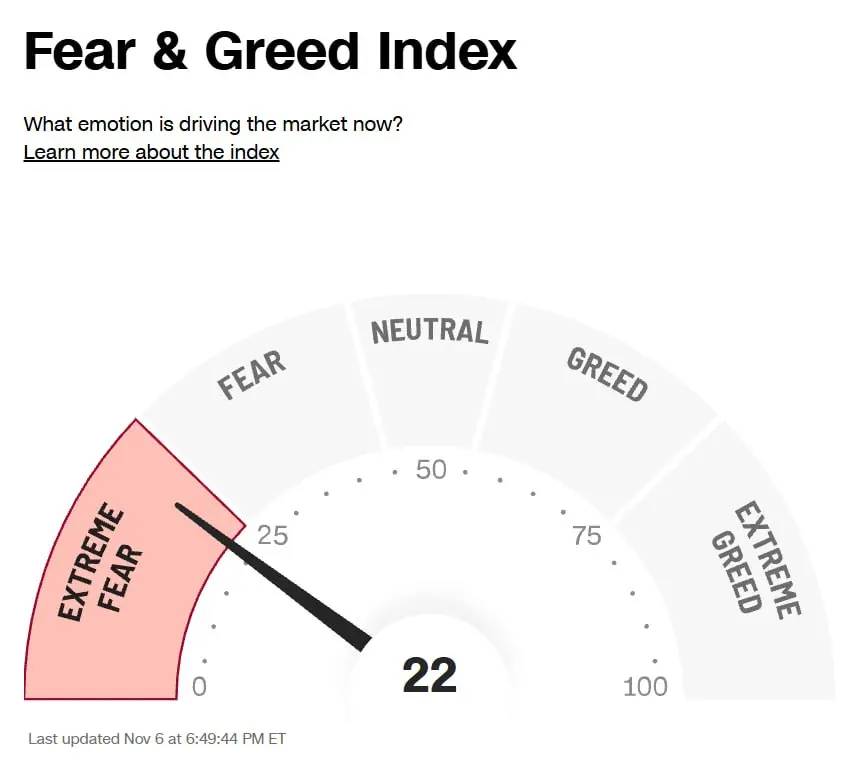 Fear & Greed Index
What emotion is driving the market now?
Learn more about the index
EXTREME
FEAR
FEAR
NEUTRAL
GREED
EXTREME
GREED
0
25
50
75
100
22
Last updated Nov 6 at 6:49:44 PM ET